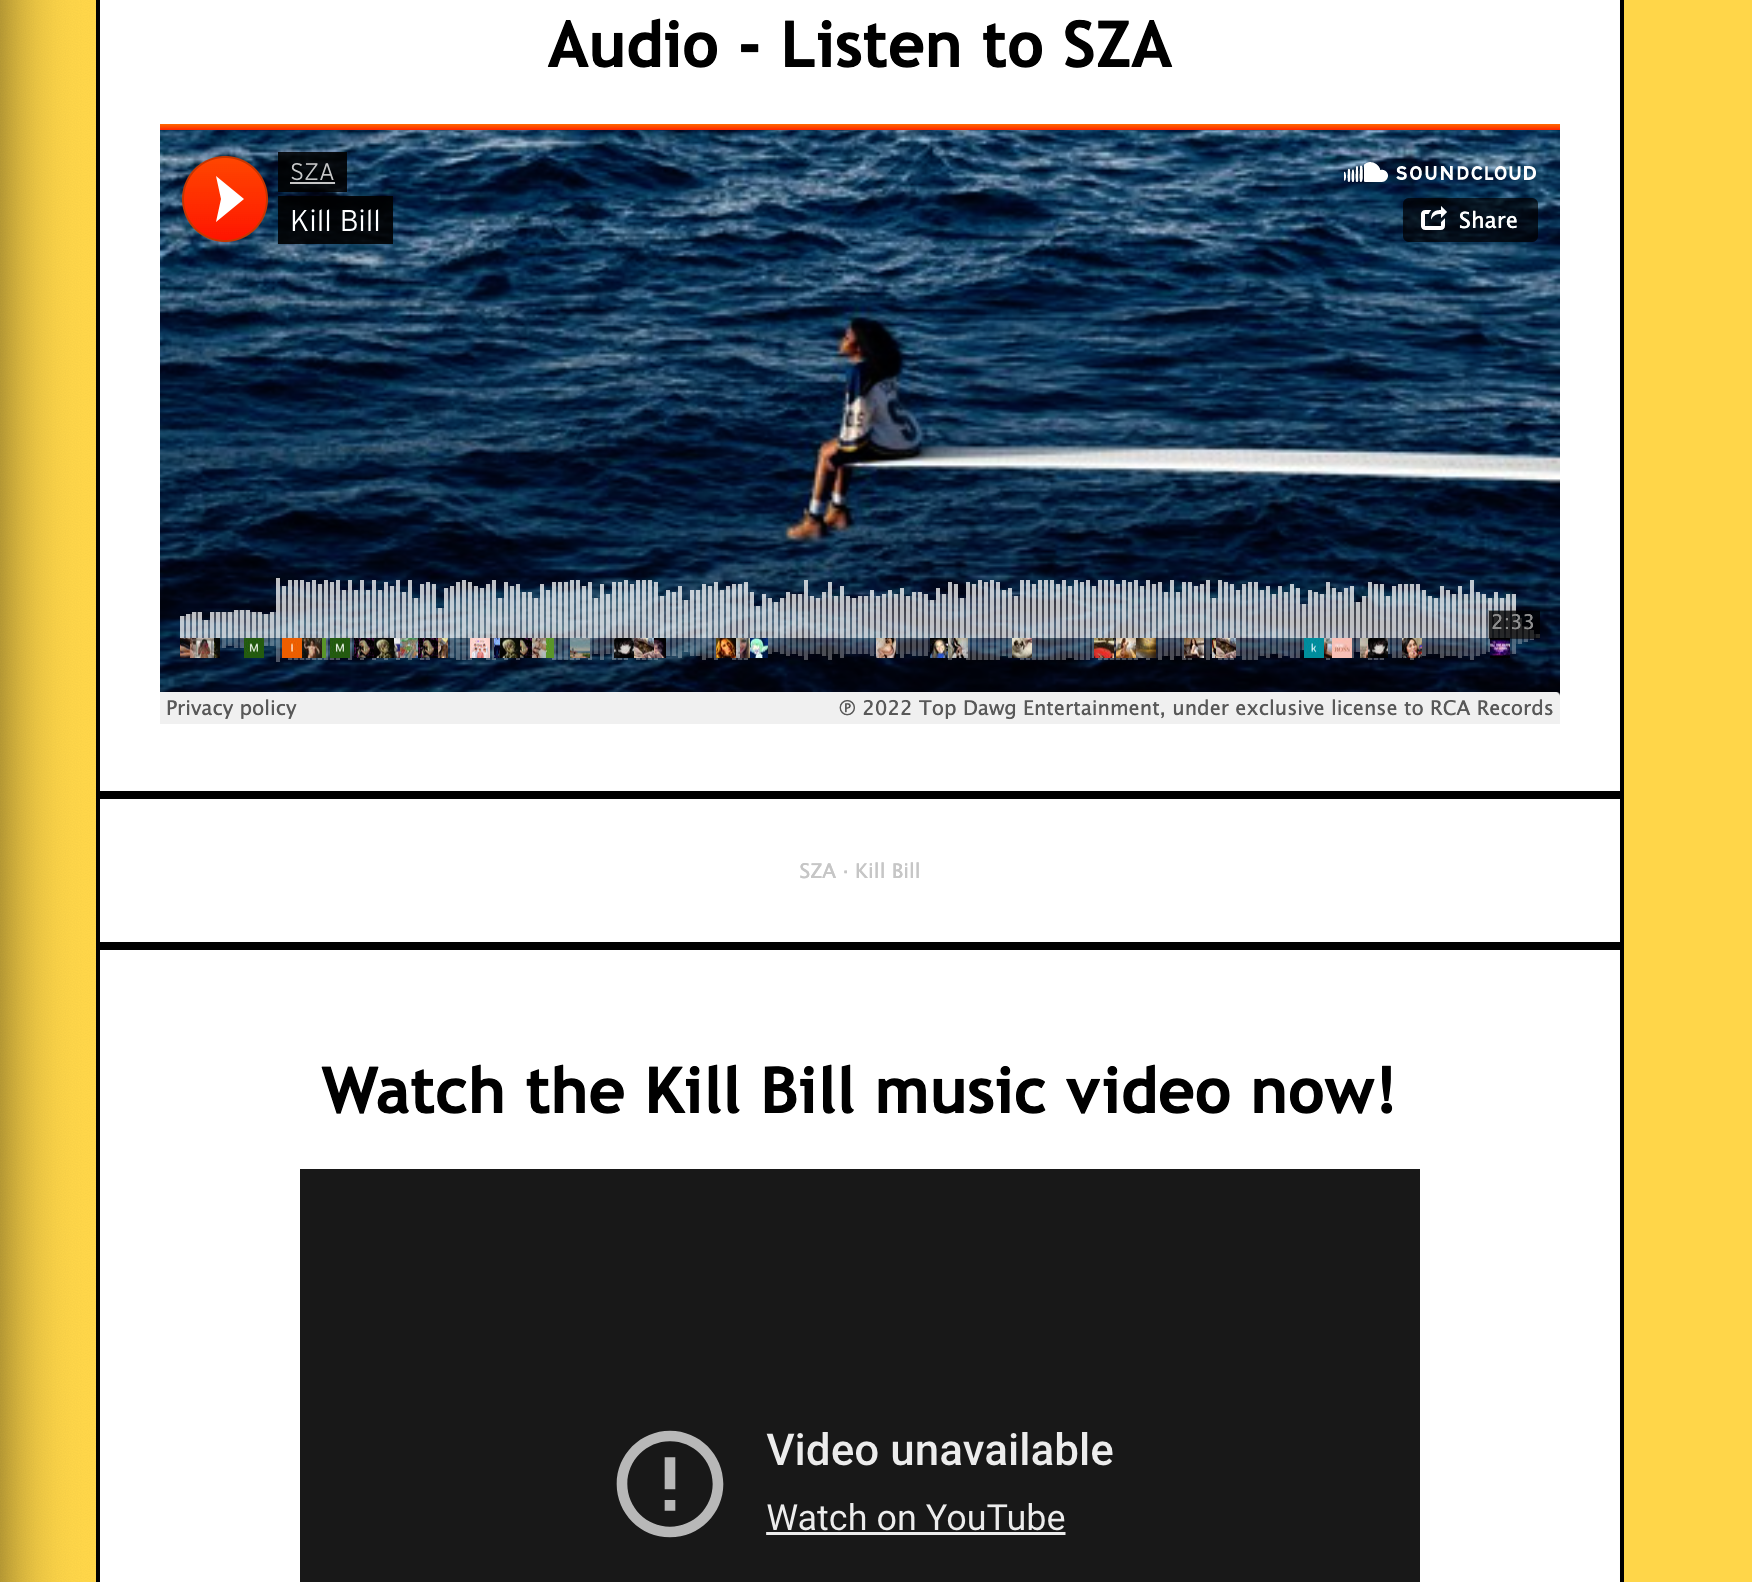 Audio - Listen to SZA
SZA
Kill Bill
SOUNDCLOUD
Share
2:33
M
I
M
k
Privacy policy
℗ 2022 Top Dawg Entertainment, under exclusive license to RCA Records
SZA · Kill Bill
Watch the Kill Bill music video now!
Video unavailable
Watch on YouTube